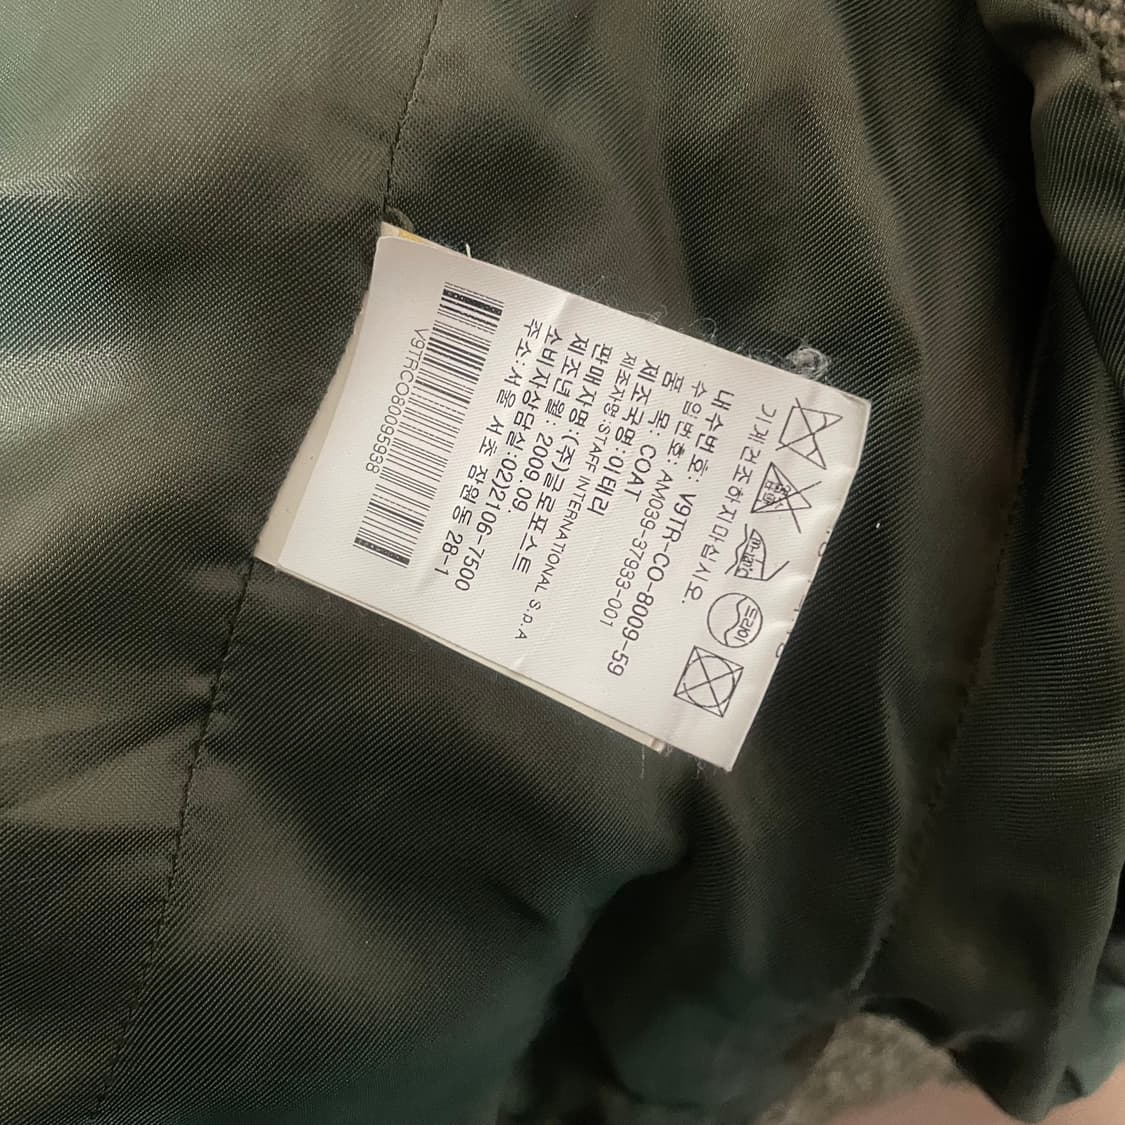 드라이
기계건조하지마십시오.
내수번호: V9TR-CO-8009-59
수입번호: AM039-37933-001
품 목: COAT
제조국명:이태리
제조자명:STAFF INTERNATIONAL S.p.A
판매자명:(주)글로포스트
제조년월: 2009.09
소비자상담실:02)2106-7500
주소:서울 서초 잠원동 28-1
V9TRCO80095938